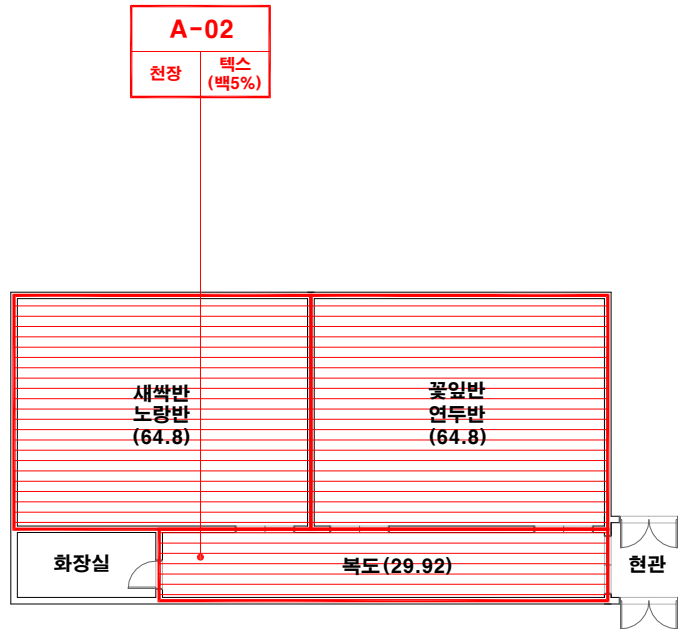 A-02
천장
텍스
(백5%)
새싹반
노랑반
(64.8)
꽃잎반
연두반
(64.8)
화장실
복도(29.92)
현관